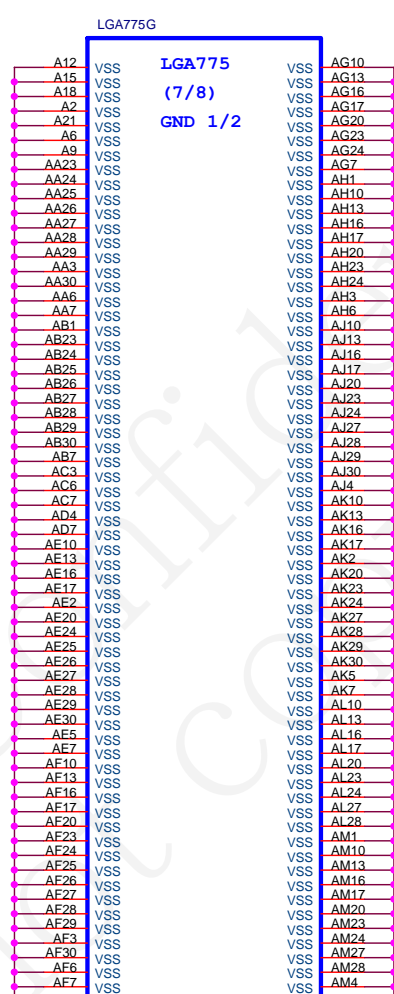 LGA775G
A12 VSS LGA775 VSS AG10
A15 VSS VSS AG13
A18 VSS (7/8) VSS AG16
A2 VSS VSS AG17
A21 VSS GND 1/2 VSS AG20
A6 VSS VSS AG23
A9 VSS VSS AG24
AA23 VSS VSS AG7
AA24 VSS VSS AH1
AA25 VSS VSS AH10
AA26 VSS VSS AH13
AA27 VSS VSS AH16
AA28 VSS VSS AH17
AA29 VSS VSS AH20
AA3 VSS VSS AH23
AA30 VSS VSS AH24
AA6 VSS VSS AH3
AA7 VSS VSS AH6
AB1 VSS VSS AJ10
AB23 VSS VSS AJ13
AB24 VSS VSS AJ16
AB25 VSS VSS AJ17
AB26 VSS VSS AJ20
AB27 VSS VSS AJ23
AB28 VSS VSS AJ24
AB29 VSS VSS AJ27
AB30 VSS VSS AJ28
AB7 VSS VSS AJ29
AC3 VSS VSS AJ30
AC6 VSS VSS AJ4
AC7 VSS VSS AK10
AD4 VSS VSS AK13
AD7 VSS VSS AK16
AE10 VSS VSS AK17
AE13 VSS VSS AK2
AE16 VSS VSS AK20
AE17 VSS VSS AK23
AE2 VSS VSS AK24
AE20 VSS VSS AK27
AE24 VSS VSS AK28
AE25 VSS VSS AK29
AE26 VSS VSS AK30
AE27 VSS VSS AK5
AE28 VSS VSS AK7
AE29 VSS VSS AL10
AE30 VSS VSS AL13
AE5 VSS VSS AL16
AE7 VSS VSS AL17
AF10 VSS VSS AL20
AF13 VSS VSS AL23
AF16 VSS VSS AL24
AF17 VSS VSS AL27
AF20 VSS VSS AL28
AF23 VSS VSS AM1
AF24 VSS VSS AM10
AF25 VSS VSS AM13
AF26 VSS VSS AM16
AF27 VSS VSS AM17
AF28 VSS VSS AM20
AF29 VSS VSS AM23
AF3 VSS VSS AM24
AF30 VSS VSS AM27
AF6 VSS VSS AM28
AF7 VSS VSS AM4